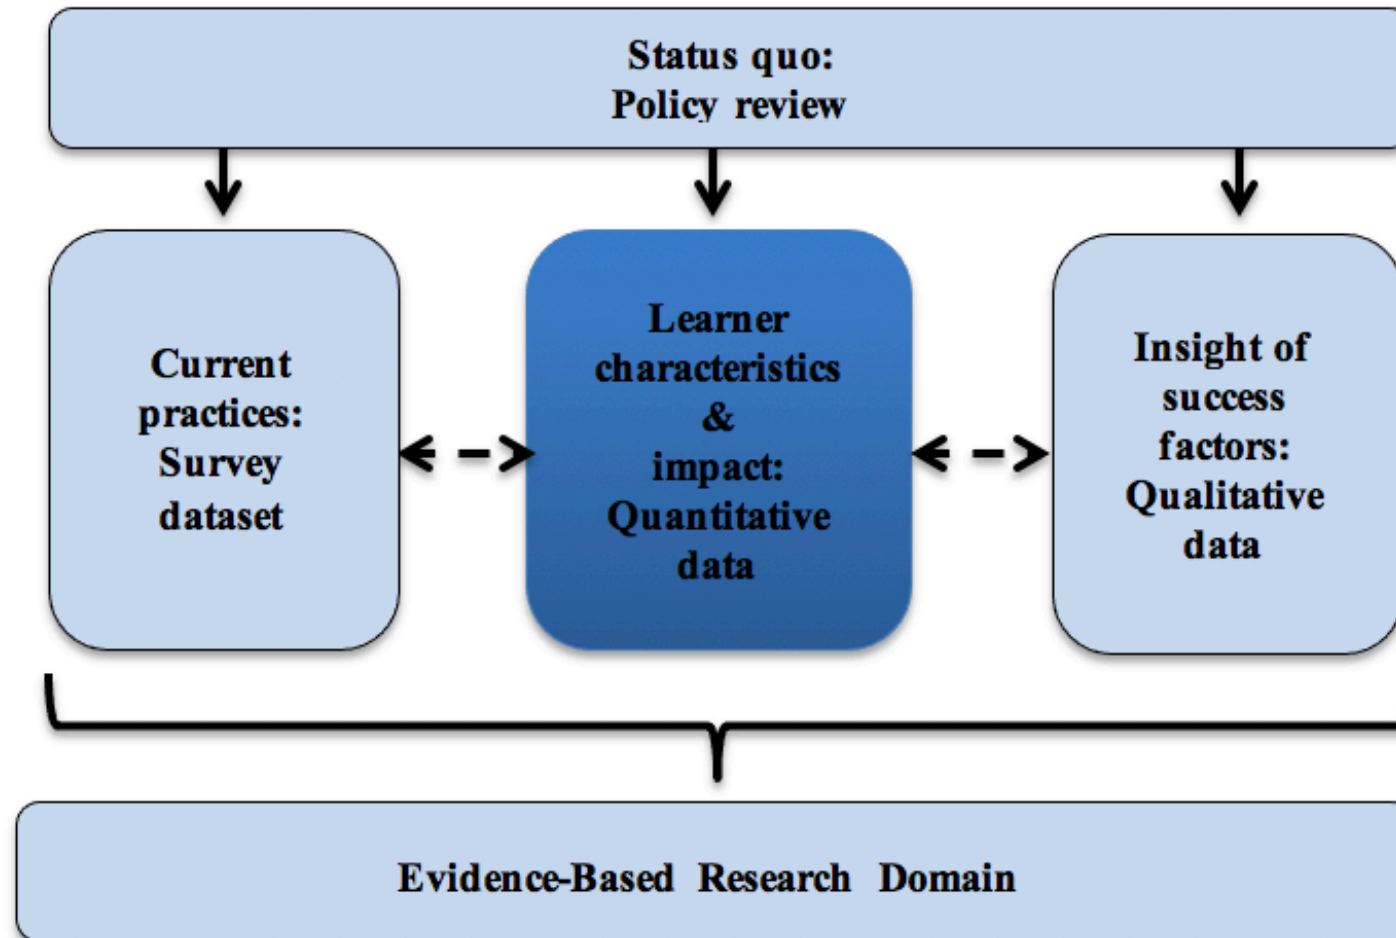 Status quo:
Policy review
Current
practices:
Survey
dataset
Learner
characteristics
&
impact:
Quantitative
data
Insight of
success
factors:
Qualitative
data
Evidence-Based Research Domain